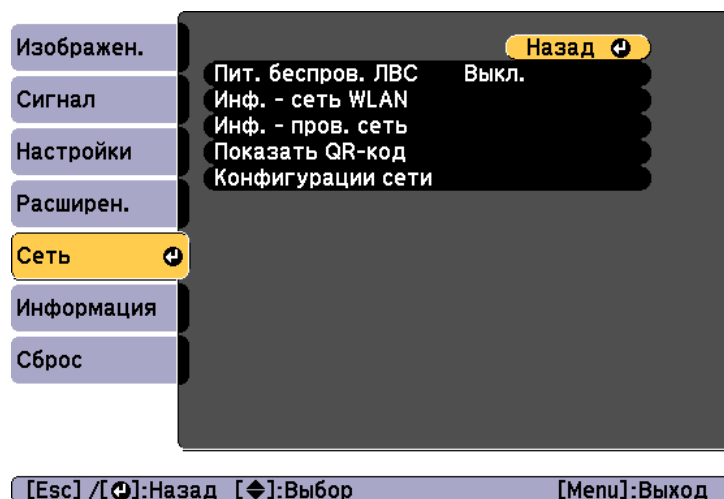 Изображен.
Сигнал
Настройки
Расширен.
Сеть
Информация
Сброс
Назад
Пит. беспров. ЛВС Выкл.
Инф. - сеть WLAN
Инф. - пров. сеть
Показать QR-код
Конфигурации сети
[Esc] /[⏎]:Назад [◆]:Выбор [Menu]:Выход